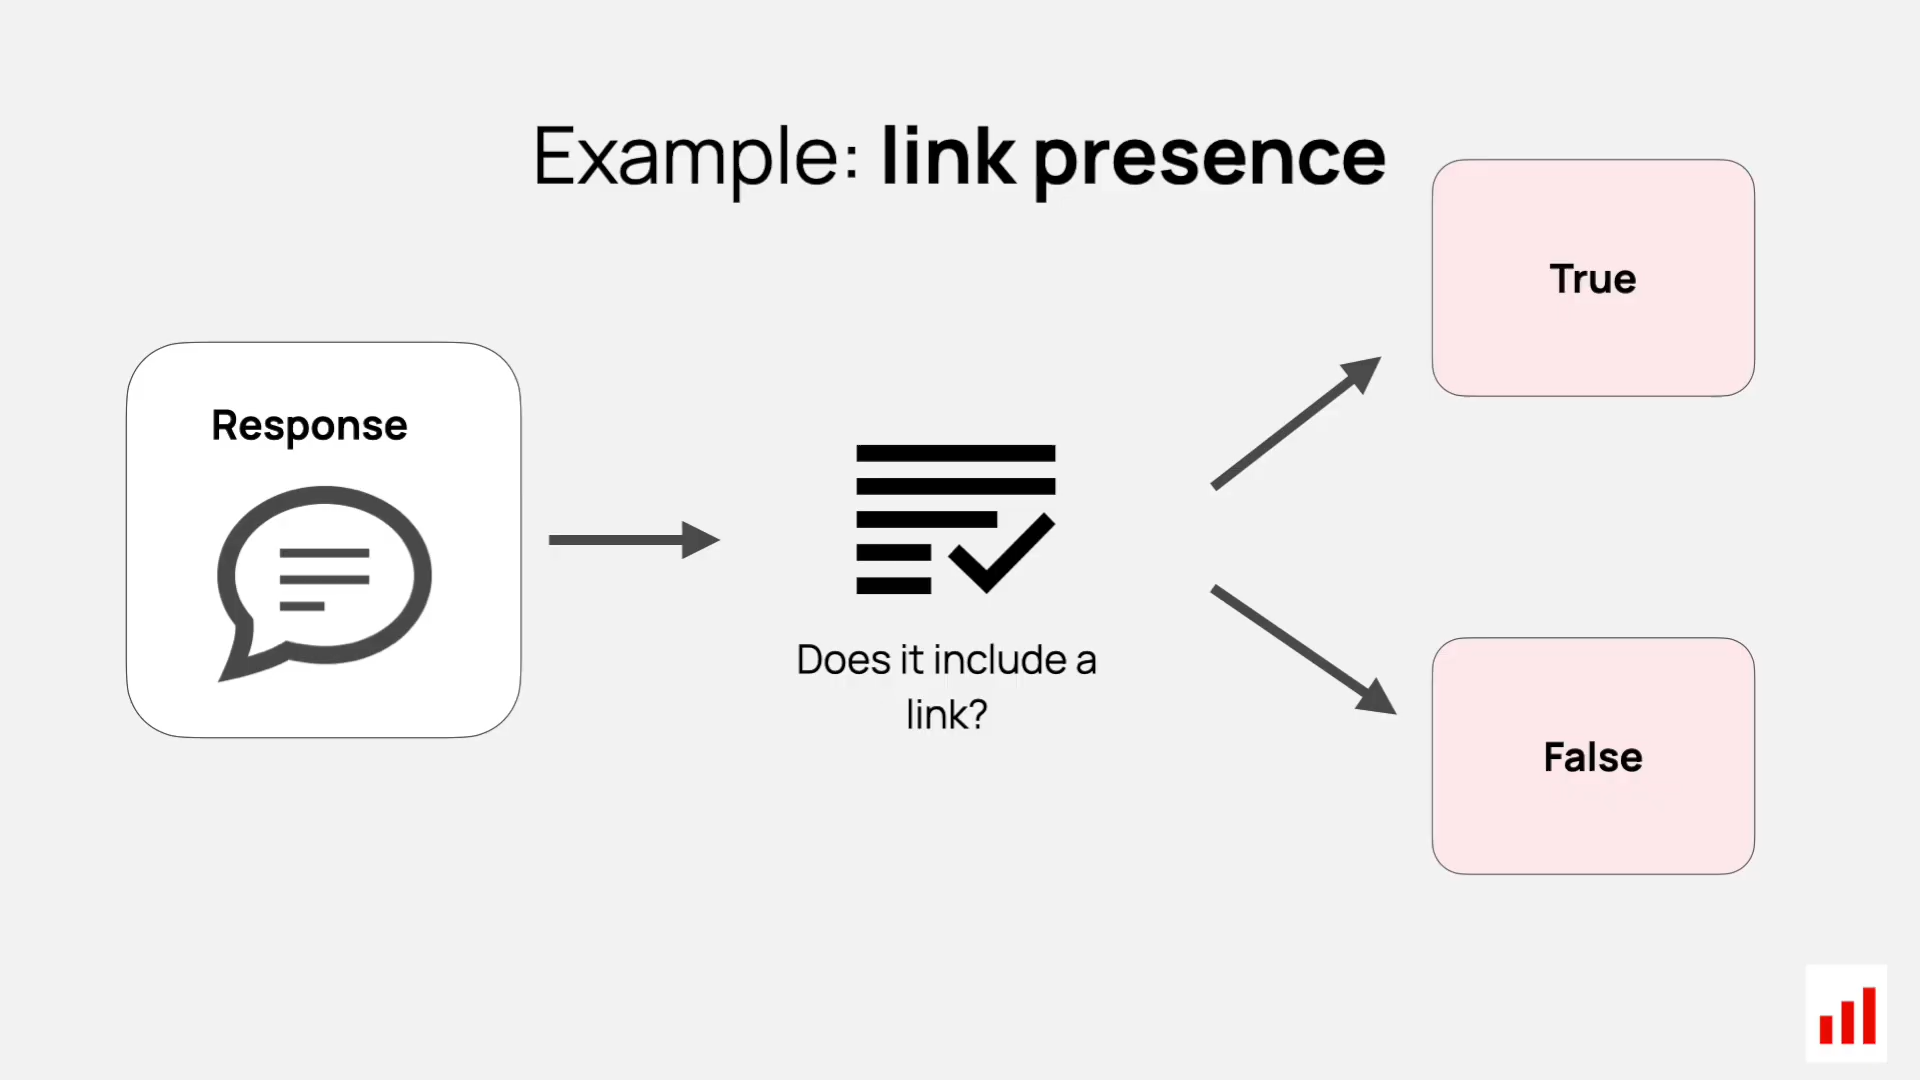 Example: link presence
Response
Does it include a
link?
True
False